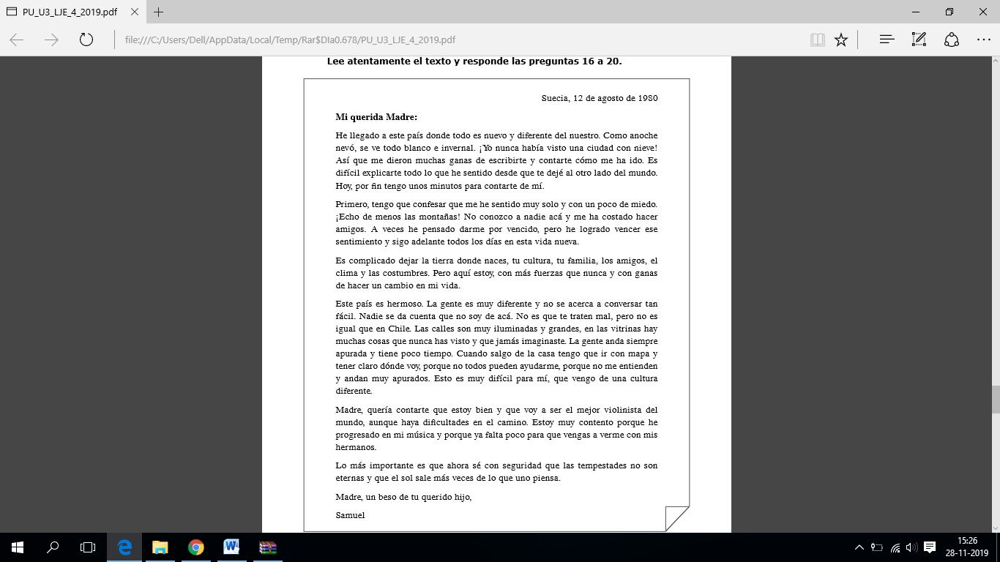 PU_U3_LJE_4_2019.pdf
file:///C:/Users/Dell/AppData/Local/Temp/Rar$DIa0.678/PU_U3_LJE_4_2019.pdf
Lee atentamente el texto y responde las preguntas 16 a 20.
Suecia, 12 de agosto de 1980
Mi querida Madre:
He llegado a este país donde todo es nuevo y diferente del nuestro. Como anoche
nevó, se ve todo blanco e invernal. ¡Yo nunca había visto una ciudad con nieve!
Así que me dieron muchas ganas de escribirte y contarte cómo me ha ido. Es
difícil explicarte todo lo que he sentido desde que te dejé al otro lado del mundo.
Hoy, por fin tengo unos minutos para contarte de mí.
Primero, tengo que confesar que me he sentido muy solo y con un poco de miedo.
¡Echo de menos las montañas! No conozco a nadie acá y me ha costado hacer
amigos. A veces he pensado darme por vencido, pero he logrado vencer ese
sentimiento y sigo adelante todos los días en esta vida nueva.
Es complicado dejar la tierra donde naces, tu cultura, tu familia, los amigos, el
clima y las costumbres. Pero aquí estoy, con más fuerzas que nunca y con ganas
de hacer un cambio en mi vida.
Este país es hermoso. La gente es muy diferente y no se acerca a conversar tan
fácil. Nadie se da cuenta que no soy de acá. No es que te traten mal, pero no es
igual que en Chile. Las calles son muy iluminadas y grandes, en las vitrinas hay
muchas cosas que nunca has visto y que jamás imaginaste. La gente anda siempre
apurada y tiene poco tiempo. Cuando salgo de la casa tengo que ir con mapa y
tener claro dónde voy, porque no todos pueden ayudarme, porque no me entienden
y andan muy apurados. Esto es muy difícil para mí, que vengo de una cultura
diferente.
Madre, quería contarte que estoy bien y que voy a ser el mejor violinista del
mundo, aunque haya dificultades en el camino. Estoy muy contento porque he
progresado en mi música y porque ya falta poco para que vengas a verme con mis
hermanos.
Lo más importante es que ahora sé con seguridad que las tempestades no son
eternas y que el sol sale más veces de lo que uno piensa.
Madre, un beso de tu querido hijo,
Samuel
15:26
28-11-2019